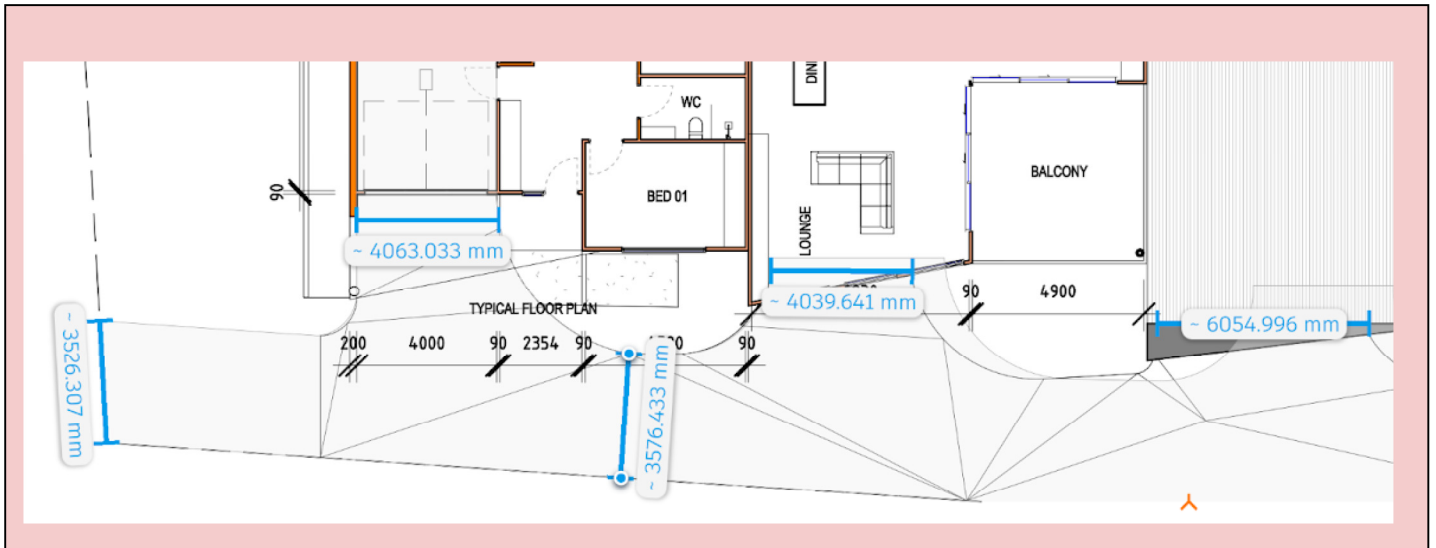 DINI
WC
BALCONY
BED 01
90
LOUNGE
~ 4063.033 mm
~ 4039.641 mm
90
4900
TYPICAL FLOOR PLAN
~ 6054.996 mm
~ 3526.307 mm
200
4000
90
2354
90
90
~ 3576.433 mm